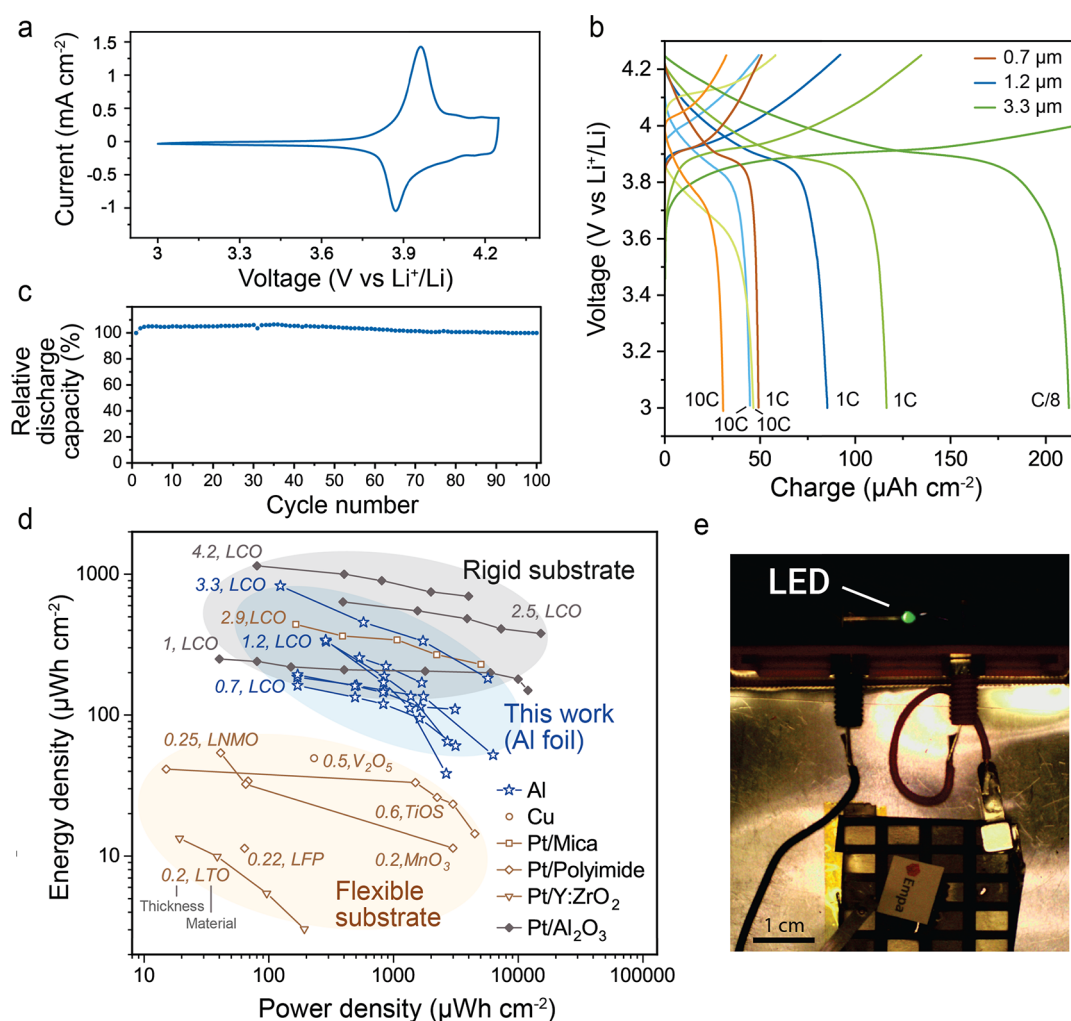 a
Current (mA cm-2)
1.5
1
0.5
0
-0.5
-1
3
3.3
3.6
3.9
4.2
Voltage (V vs Li+/Li)
b
Voltage (V vs Li+/Li)
4.2
4
3.8
3.6
3.4
3.2
3
0.7 µm
1.2 µm
3.3 µm
10C
10C
10C
1C
1C
1C
C/8
0
50
100
150
200
Charge (µAh cm-2)
c
Relative
discharge
capacity (%)
100
80
60
40
20
0
0
10
20
30
40
50
60
70
80
90
100
Cycle number
d
Energy density (µWh cm-2)
1000
100
10
4.2, LCO
3.3, LCO
2.9,LCO
1.2, LCO
1, LCO
0.7, LCO
Rigid substrate
2.5, LCO
This work
(Al foil)
0.25, LNMO
0.5,V2O5
0.6,TiOS
0.22, LFP
0.2,MnO3
0.2, LTO
Thickness
Material
Flexible
substrate
Al
Cu
Pt/Mica
Pt/Polyimide
Pt/Y:ZrO2
Pt/Al2O3
10
100
1000
10000
100000
Power density (µWh cm-2)
e
LED
Empa
1 cm